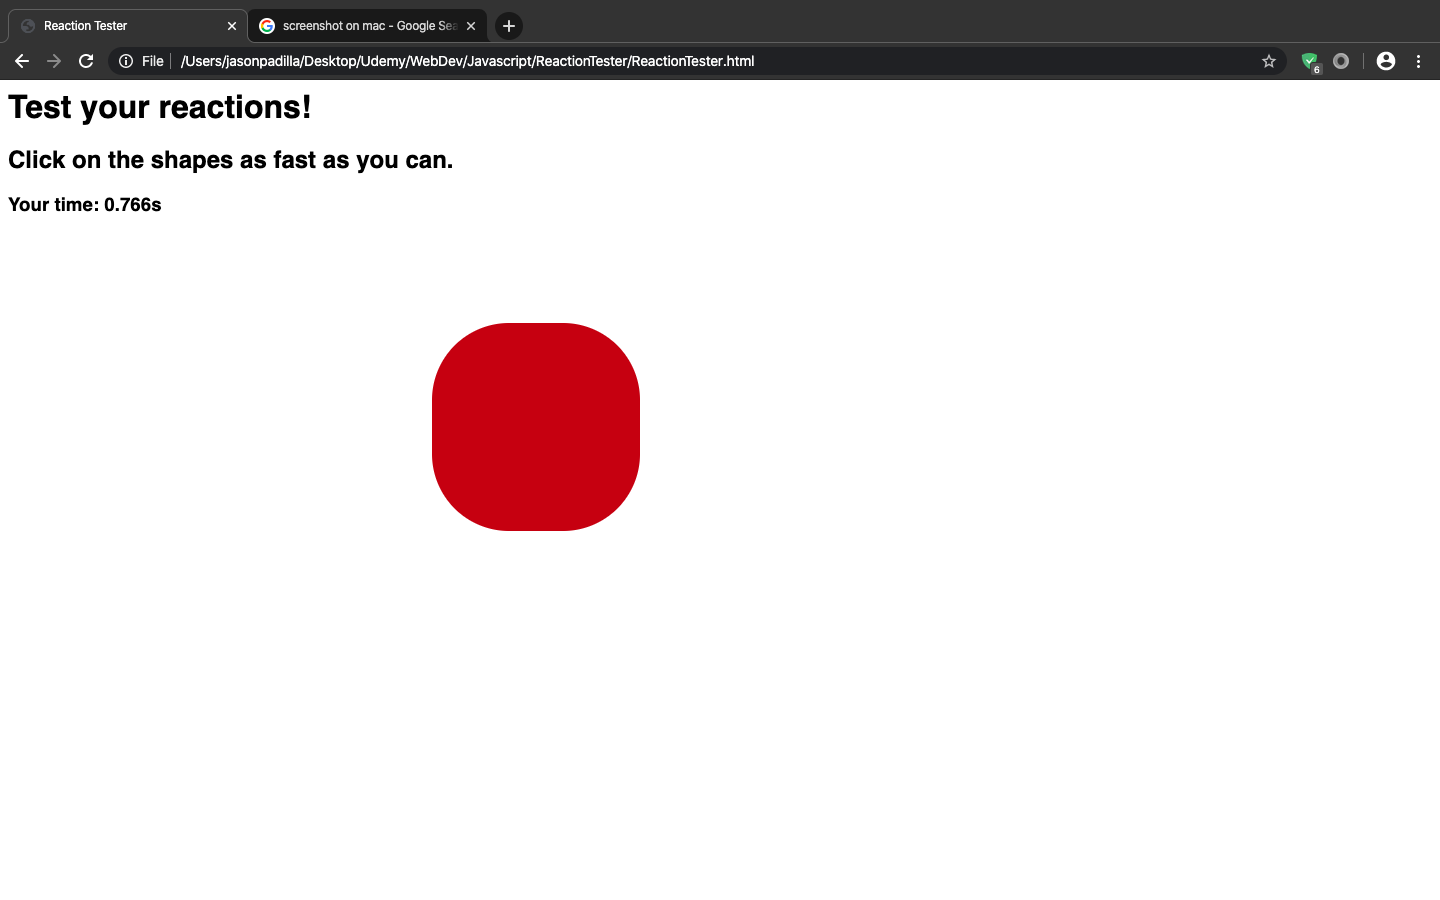 Reaction Tester
screenshot on mac - Google Sea
File
/Users/jasonpadilla/Desktop/Udemy/WebDev/Javascript/ReactionTester/ReactionTester.html
6
Test your reactions!
Click on the shapes as fast as you can.
Your time: 0.766s